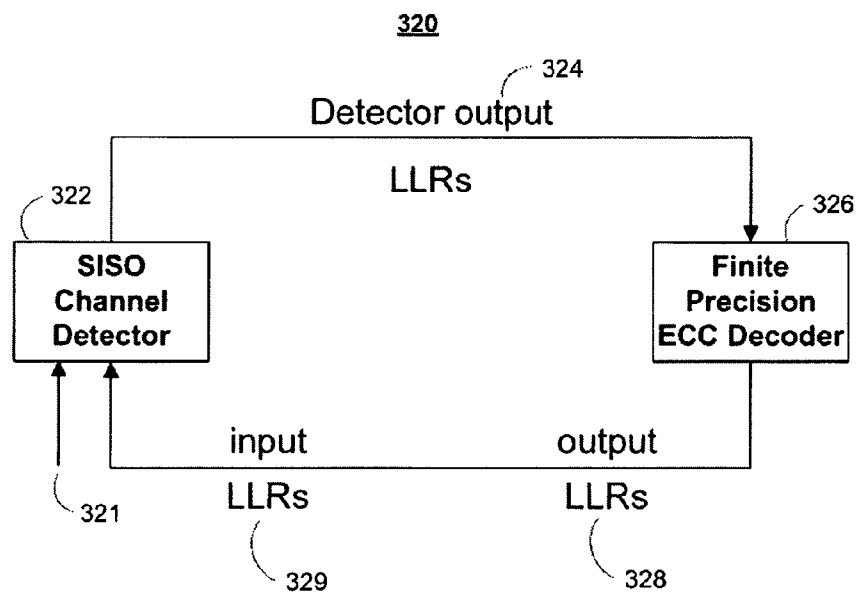 320
324
Detector output
LLRs
322
326
SISO
Channel
Detector
Finite
Precision
ECC Decoder
input
output
LLRs
LLRs
321
329
328